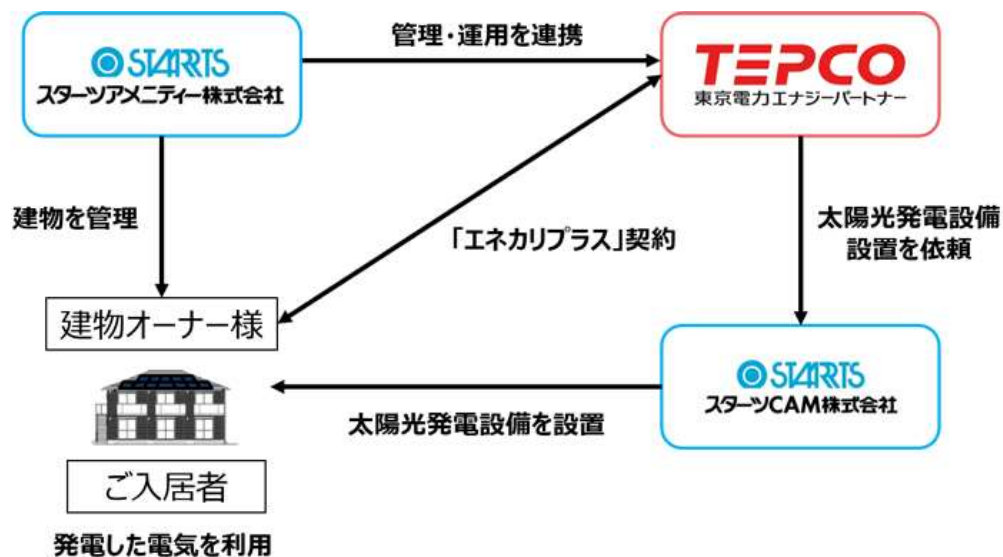 管理・運用を連携
STARTS
スターツアメニティー株式会社
TEPCO
東京電力エナジーパートナー
建物を管理
「エネカリプラス」契約
太陽光発電設備
設置を依頼
建物オーナー様
STARTS
スターツCAM株式会社
太陽光発電設備を設置
ご入居者
発電した電気を利用